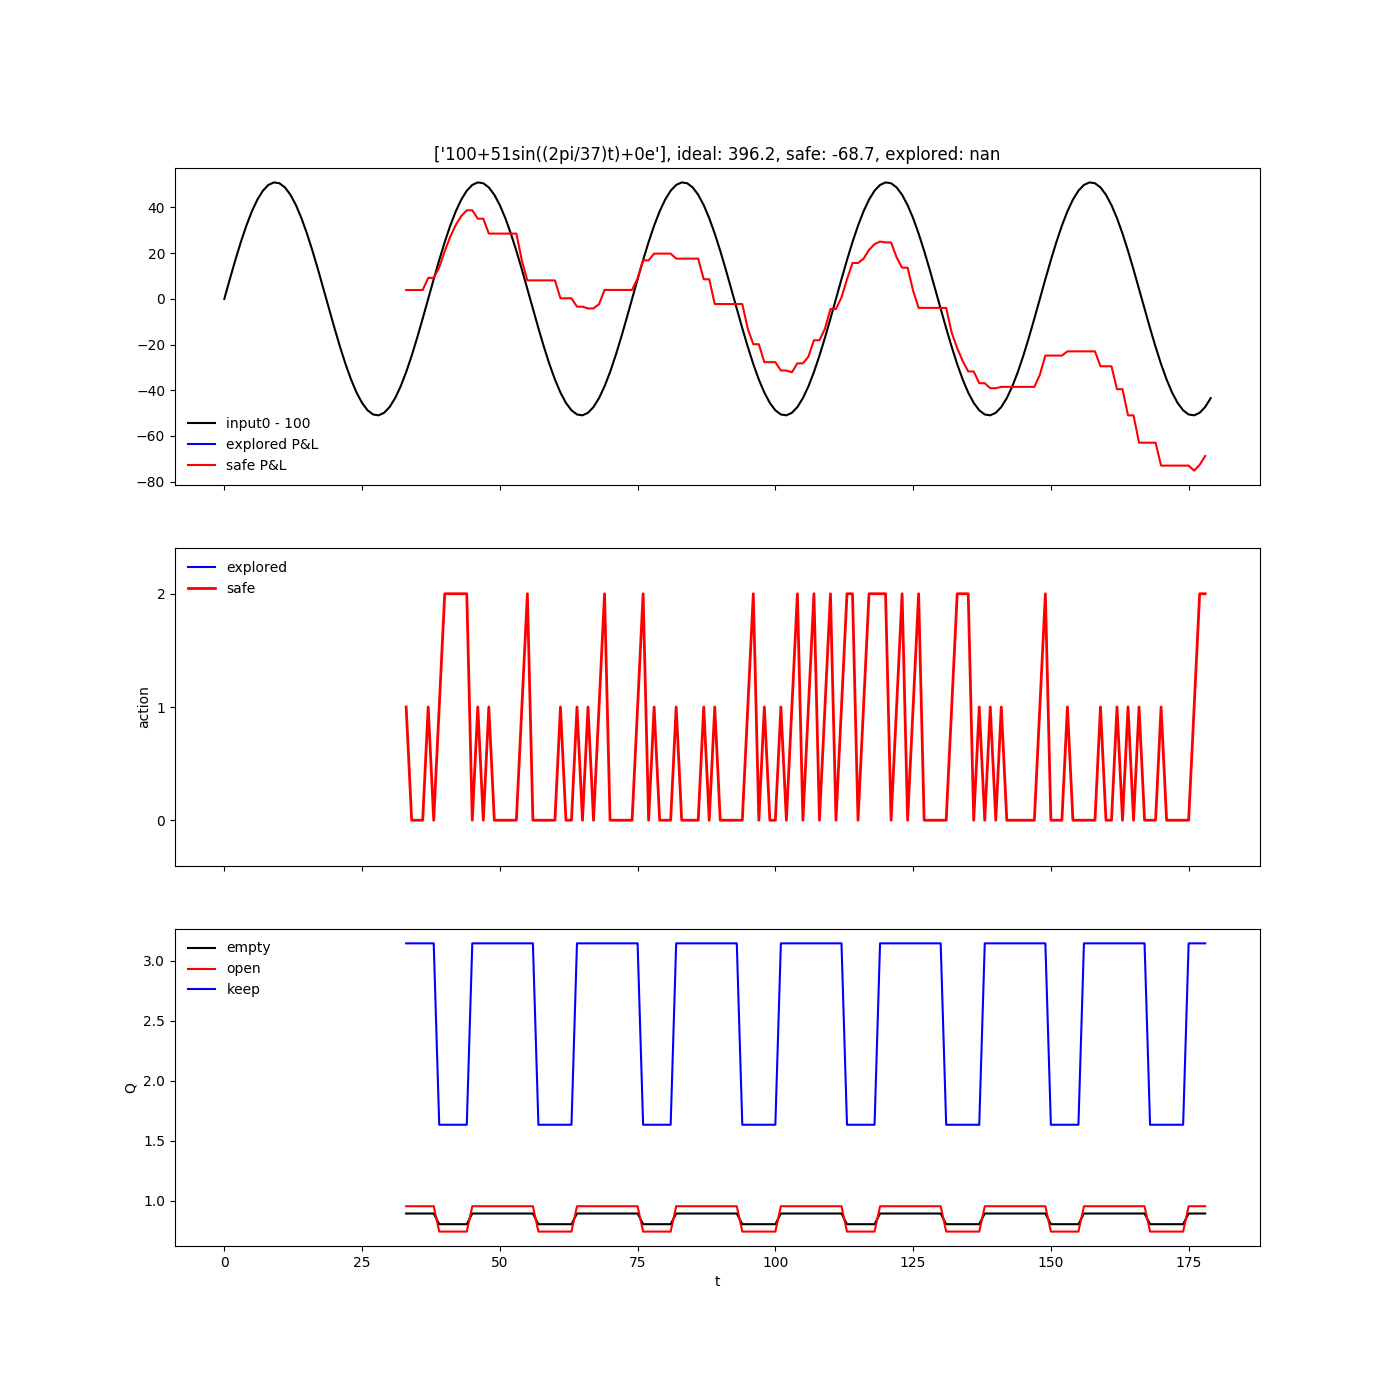 ['100+51sin((2pi/37)t)+0e'], ideal: 396.2, safe: -68.7, explored: nan
40
20
0
−20
−40
−60
−80
input0 - 100
explored P&L
safe P&L
action
2
1
0
explored
safe
Q
3.0
2.5
2.0
1.5
1.0
empty
open
keep
0 25 50 75 100 125 150 175
t